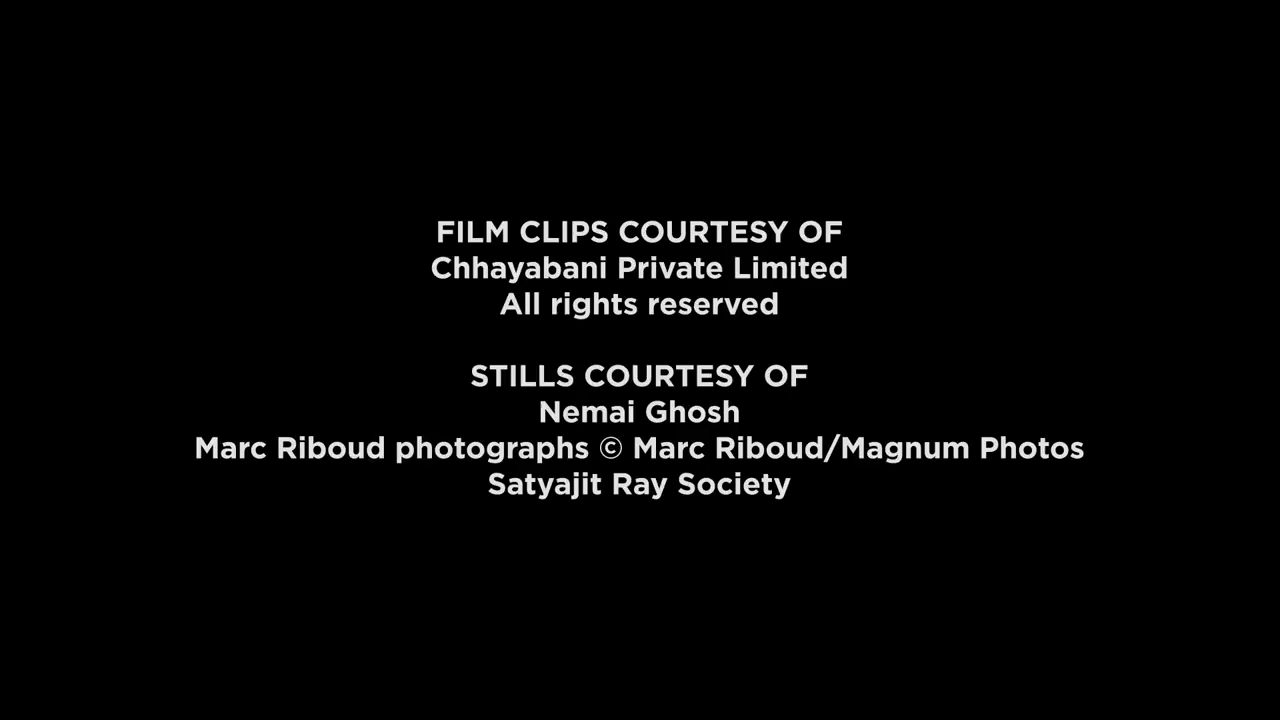 FILM CLIPS COURTESY OF
Chhayabani Private Limited
All rights reserved
STILLS COURTESY OF
Nemai Ghosh
Marc Riboud photographs © Marc Riboud/Magnum Photos
Satyajit Ray Society